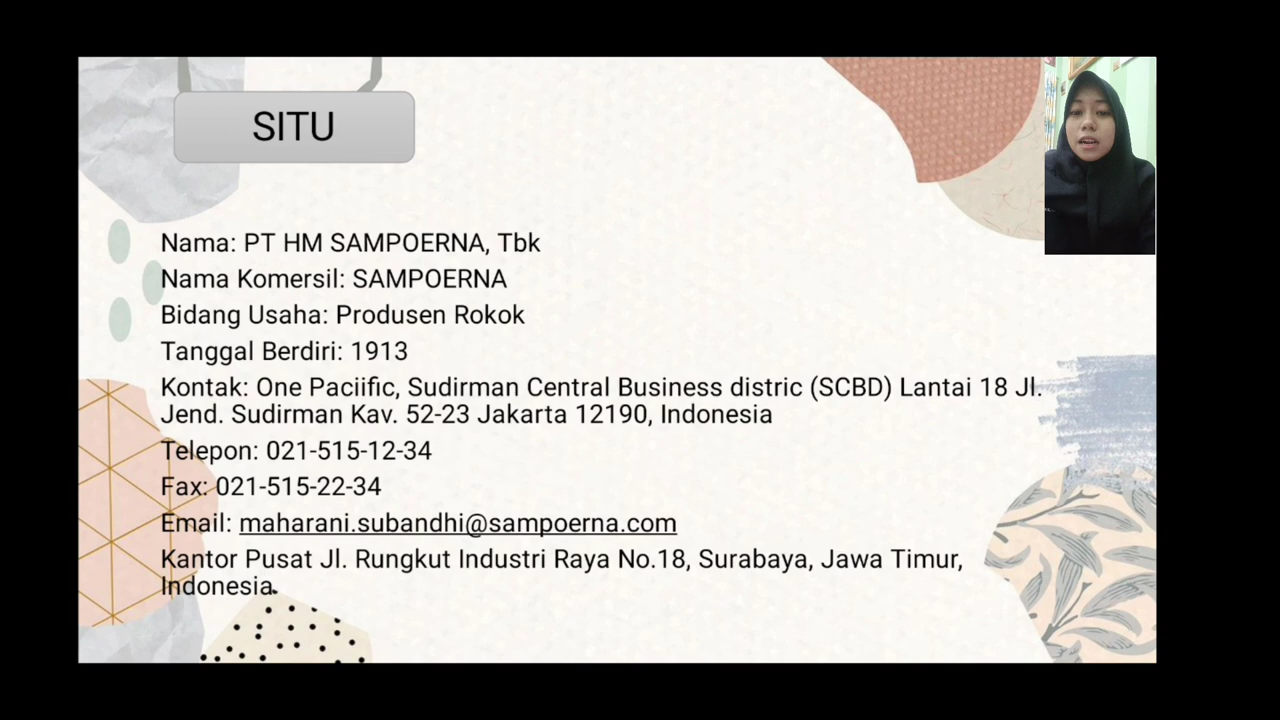 SITU
Nama: PT HM SAMPOERNA, Tbk
Nama Komersil: SAMPOERNA
Bidang Usaha: Produsen Rokok
Tanggal Berdiri: 1913
Kontak: One Paciific, Sudirman Central Business distric (SCBD) Lantai 18 Jl.
Jend. Sudirman Kav. 52-23 Jakarta 12190, Indonesia
Telepon: 021-515-12-34
Fax: 021-515-22-34
Email: maharani.subandhi@sampoerna.com
Kantor Pusat Jl. Rungkut Industri Raya No.18, Surabaya, Jawa Timur,
Indonesia.